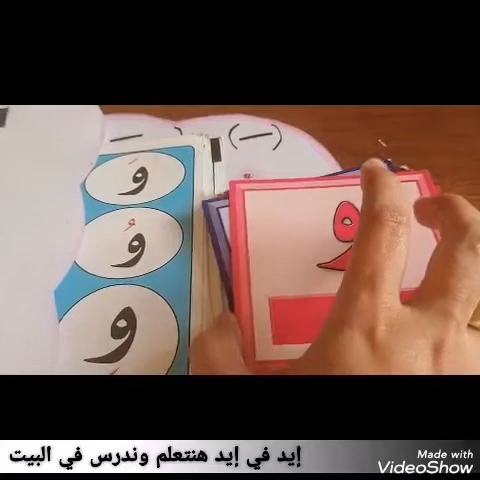 (—)
وَ
وُ
و
و
إيد في إيد هنتعلم وندرس في البيت
Made with
VideoShow